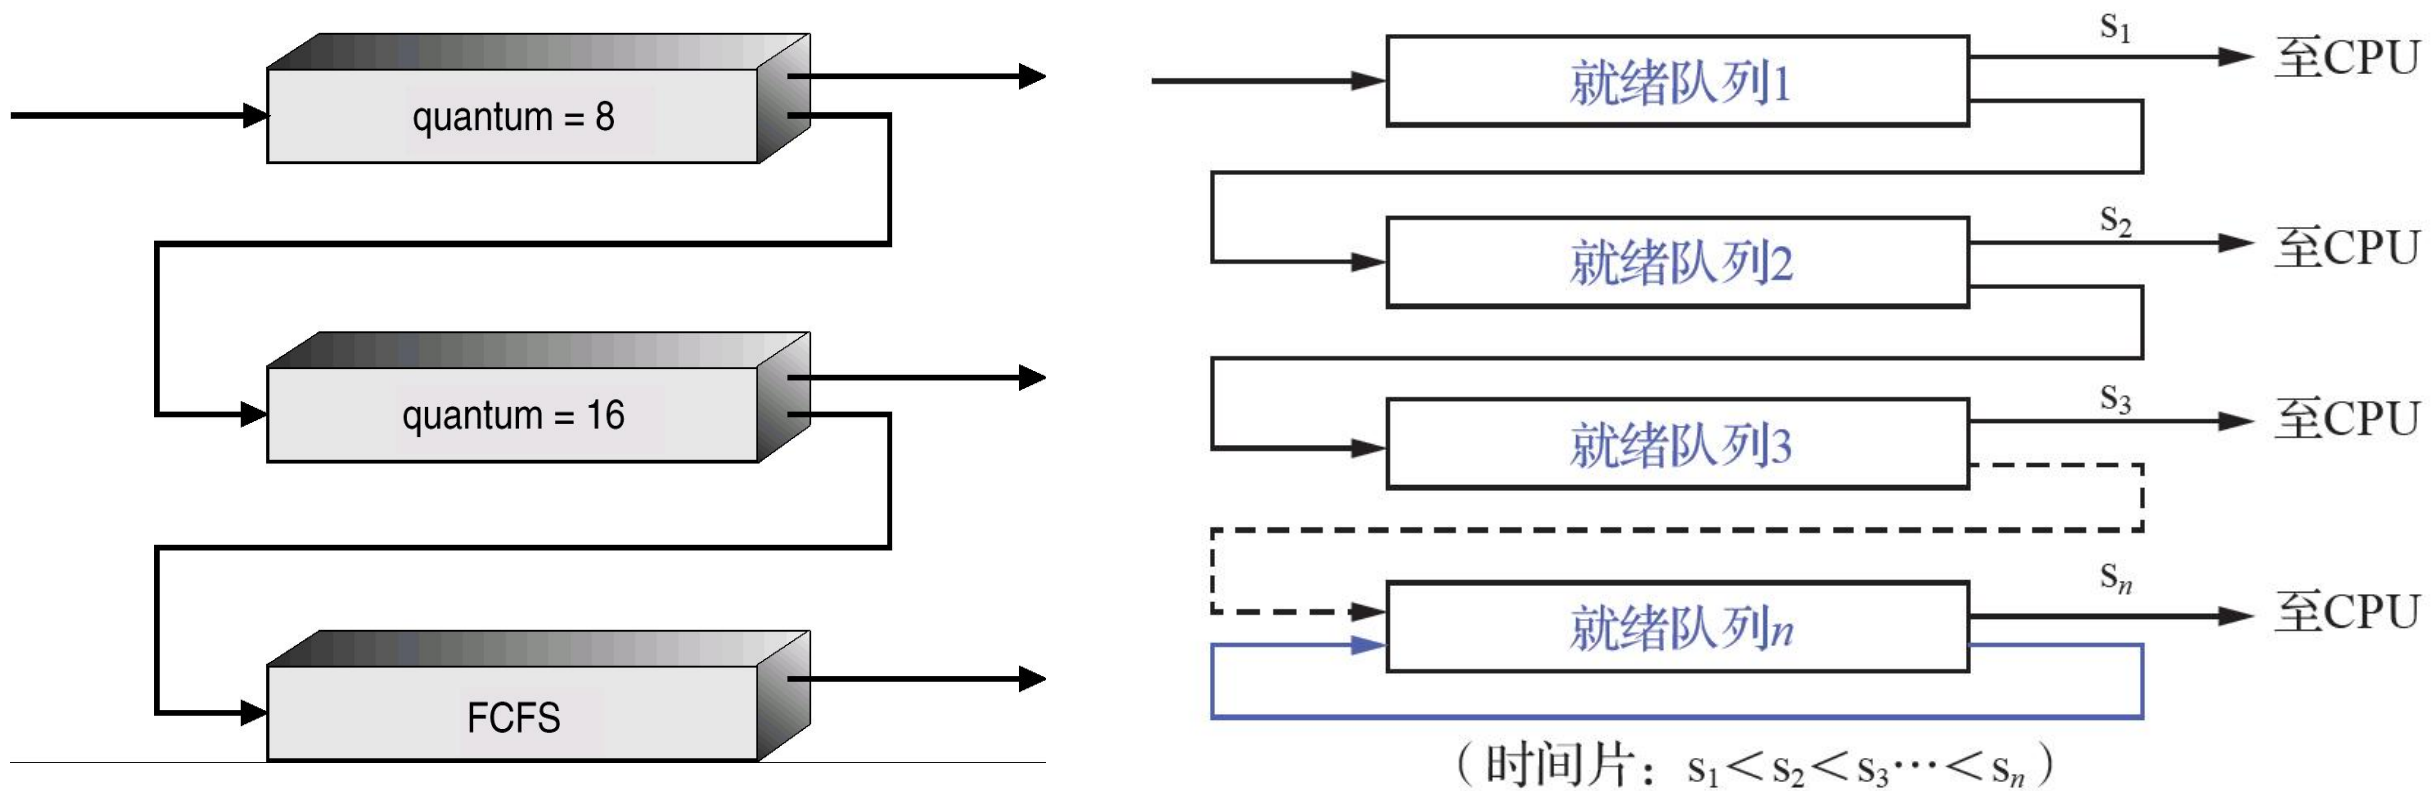 quantum = 8
quantum = 16
FCFS
就绪队列1
s₁
至CPU
就绪队列2
s₂
至CPU
就绪队列3
s₃
至CPU
就绪队列n
sₙ
至CPU
（时间片：s₁＜s₂＜s₃…＜sₙ）